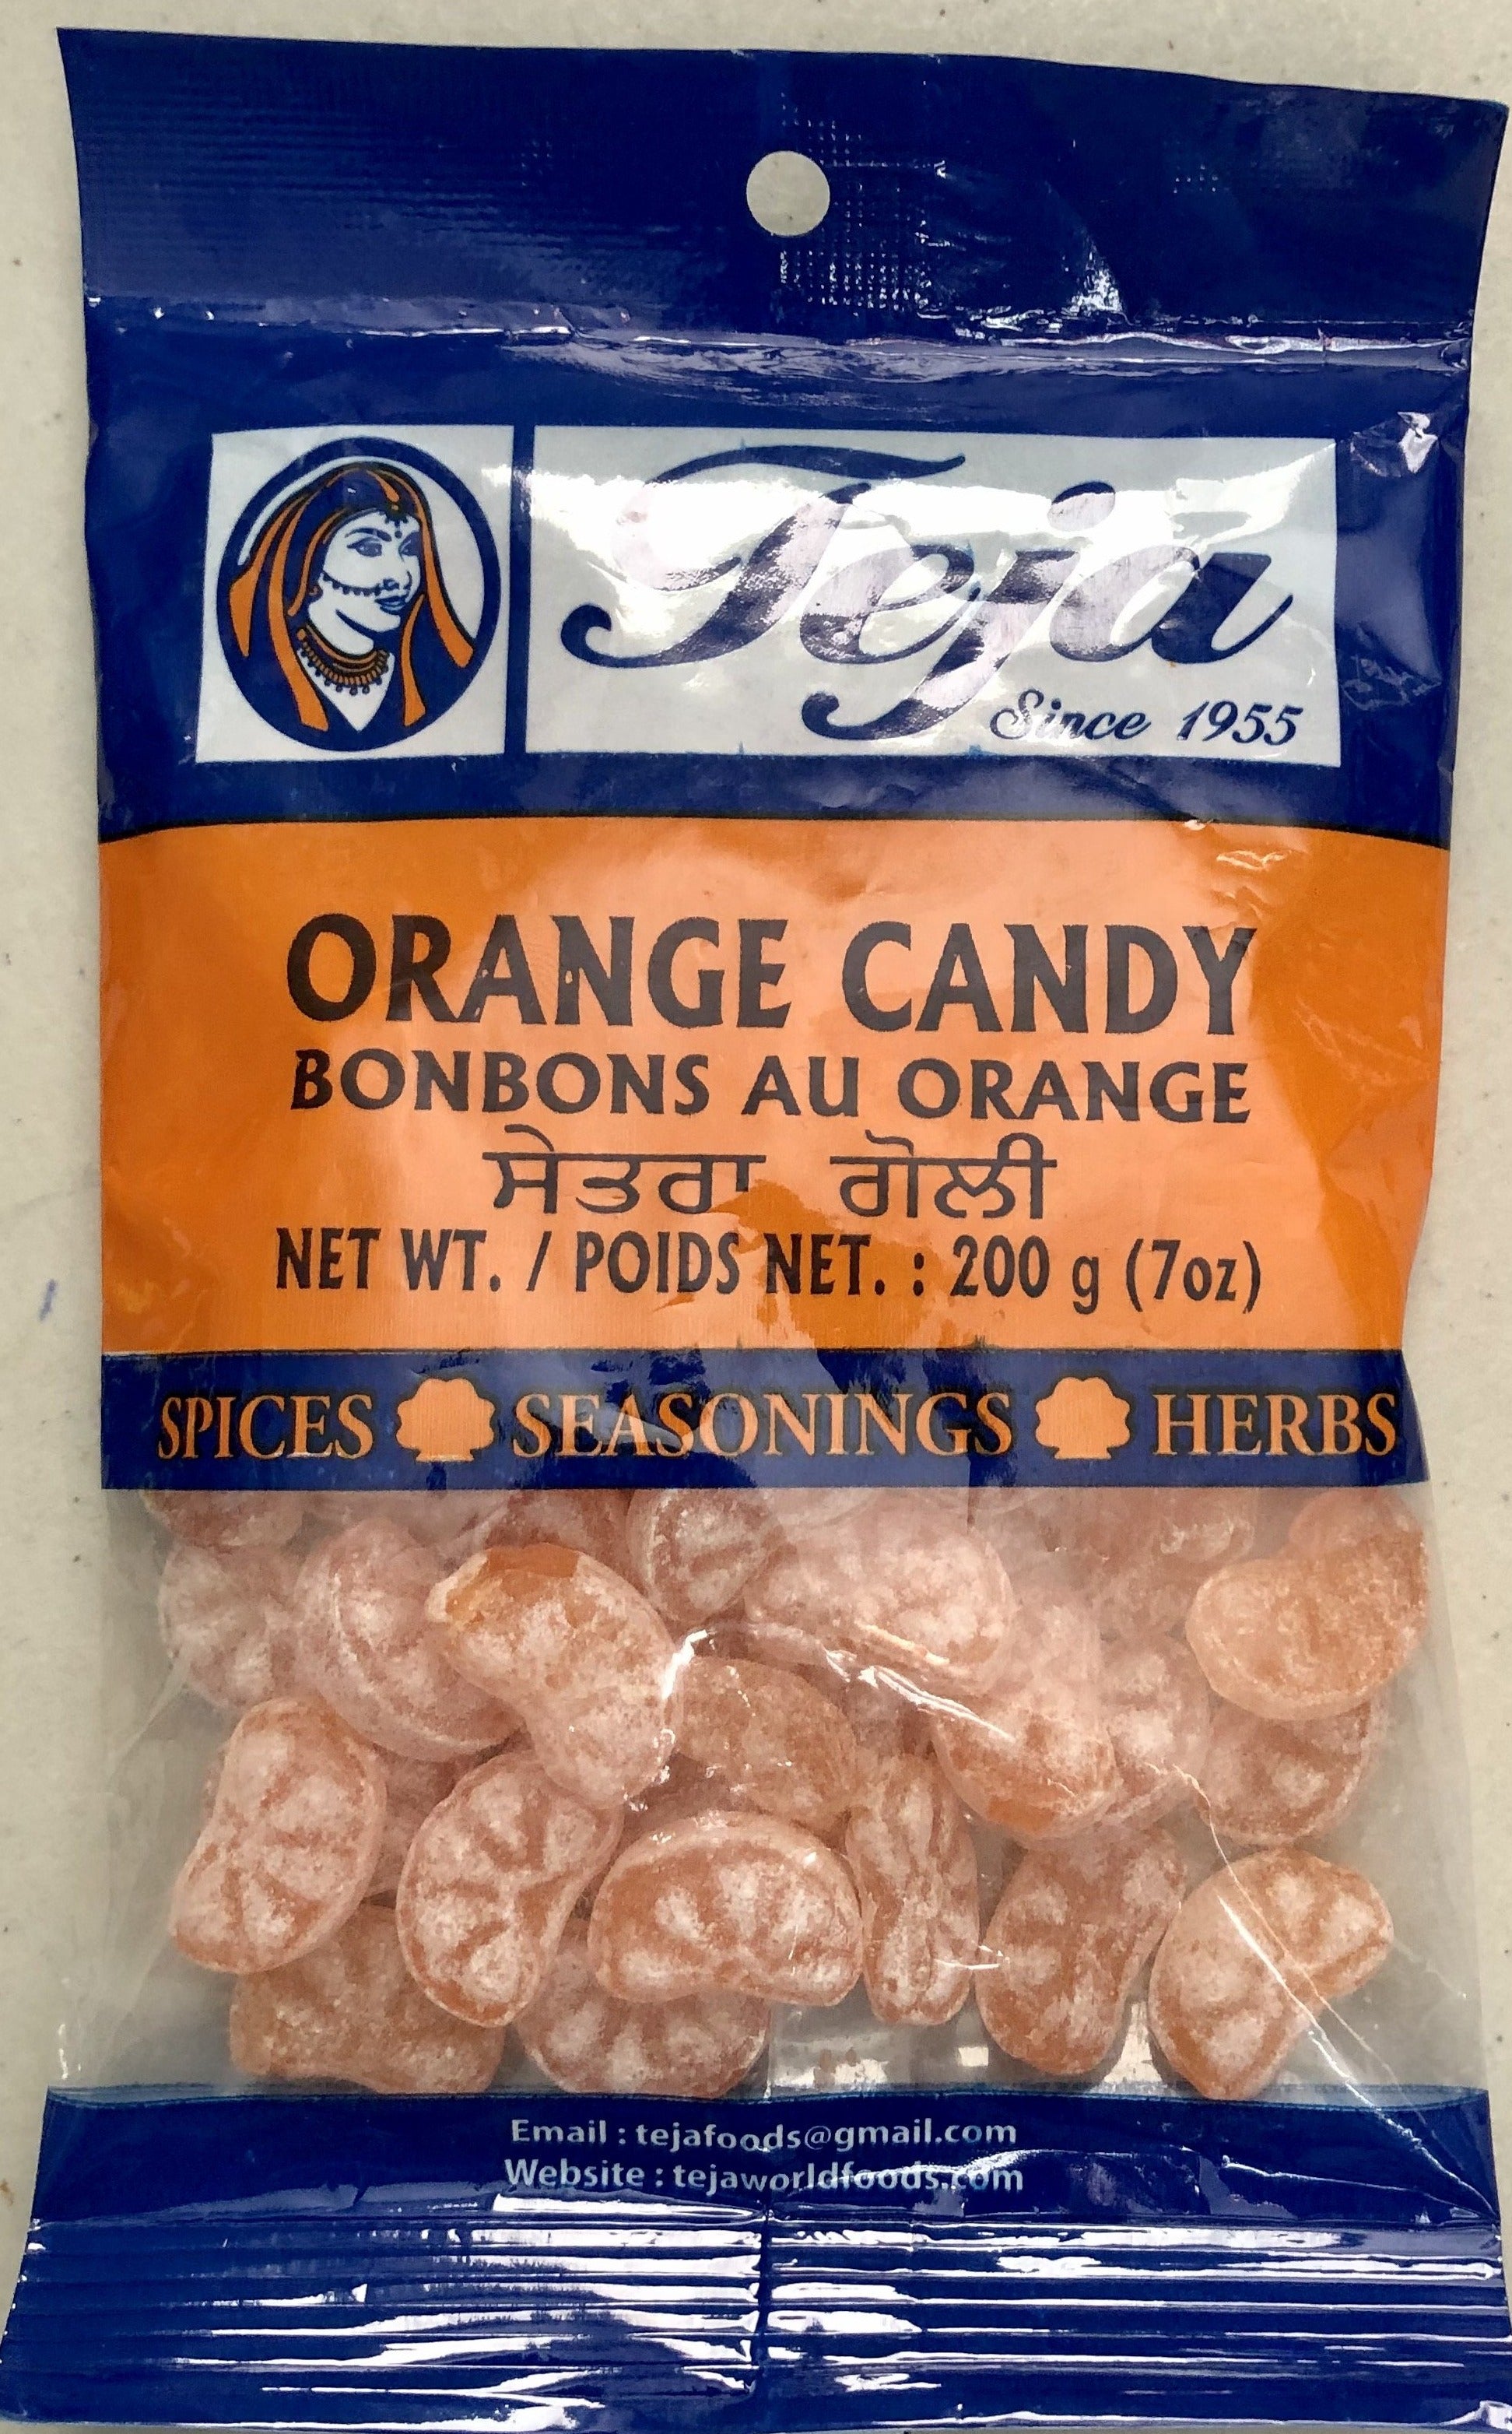 Teja
Since 1955
ORANGE CANDY
BONBONS AU ORANGE
ਸੇਤਰਾ ਗੋਲੀ
NET WT. / POIDS NET. : 200 g (7oz)
SPICES SEASONINGS HERBS
Email : tejafoods@gmail.com
Website : tejaworldfoods.com